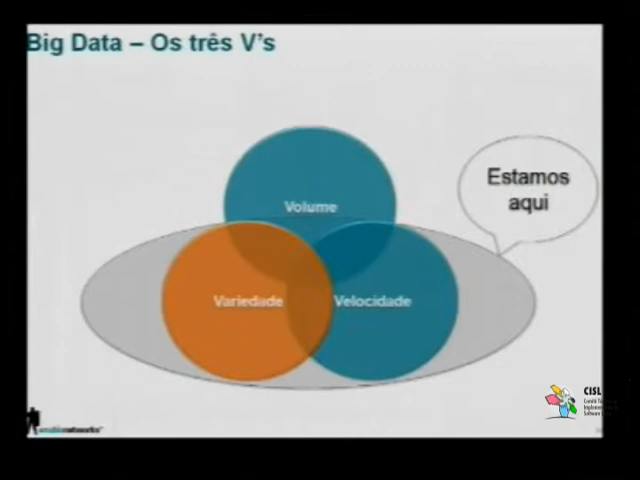 Big Data – Os três V's
Volume
Estamos
aqui
Variedade
Velocidade
CISL